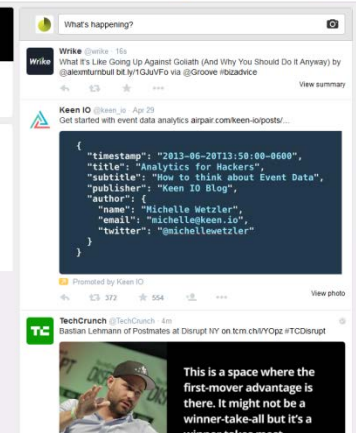 What's happening?
Wrike @wrike · 16s
wrike
What It's Like Going Up Against Goliath (And Why You Should Do it Anyway) by
@alexmturnbull bit.ly/1GJuVFo via @Groove #bizadvice
View summary
Keen IO @keen_io · Apr 29
Get started with event data analytics airpair.com/keen-io/posts/...
{
"timestamp": "2013-06-20T13:50:00-0600",
"title": "Analytics for Hackers",
"subtitle": "How to think about Event Data",
"publisher": "Keen IO Blog",
"author": {
"name": "Michelle Wetzler",
"email": "michelle@keen.io",
"twitter": "@michellewetzler"
}
}
Promoted by Keen IO
372 554
View photo
TechCrunch @TechCrunch · 4m
Bastian Lehmann of Postmates at Disrupt NY on tcrn.ch/I/YOpz #TCDisrupt
This is a space where the
first-mover advantage is
there. It might not be a
winner-take-all but it's a